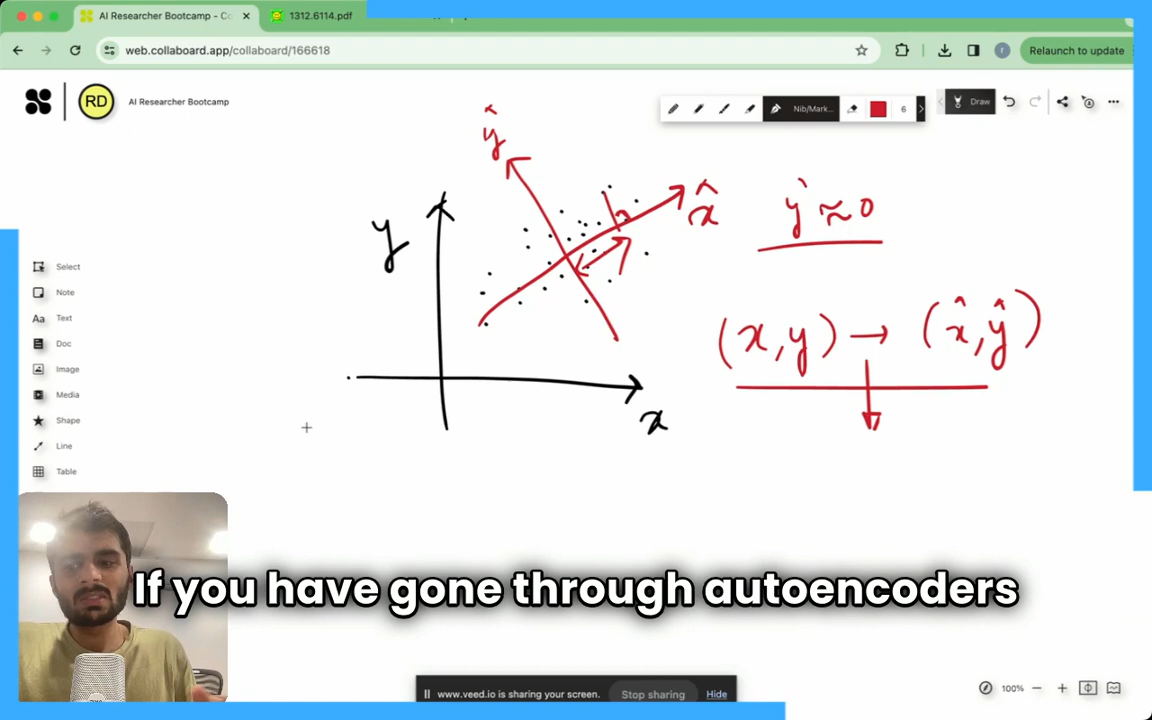 AI Researcher Bootcamp - Co
1312.6114.pdf
web.collaboard.app/collaboard/166618
r
Relaunch to update
RD
AI Researcher Bootcamp
Nib/Mark...
6
Draw
ŷ
x̂
ŷ ≈ 0
y
(x,y) → (x̂,ŷ)
x
Select
Note
Aa Text
Doc
Image
Media
Shape
Line
Table
If you have gone through autoencoders
www.veed.io is sharing your screen.
Stop sharing
Hide
100%